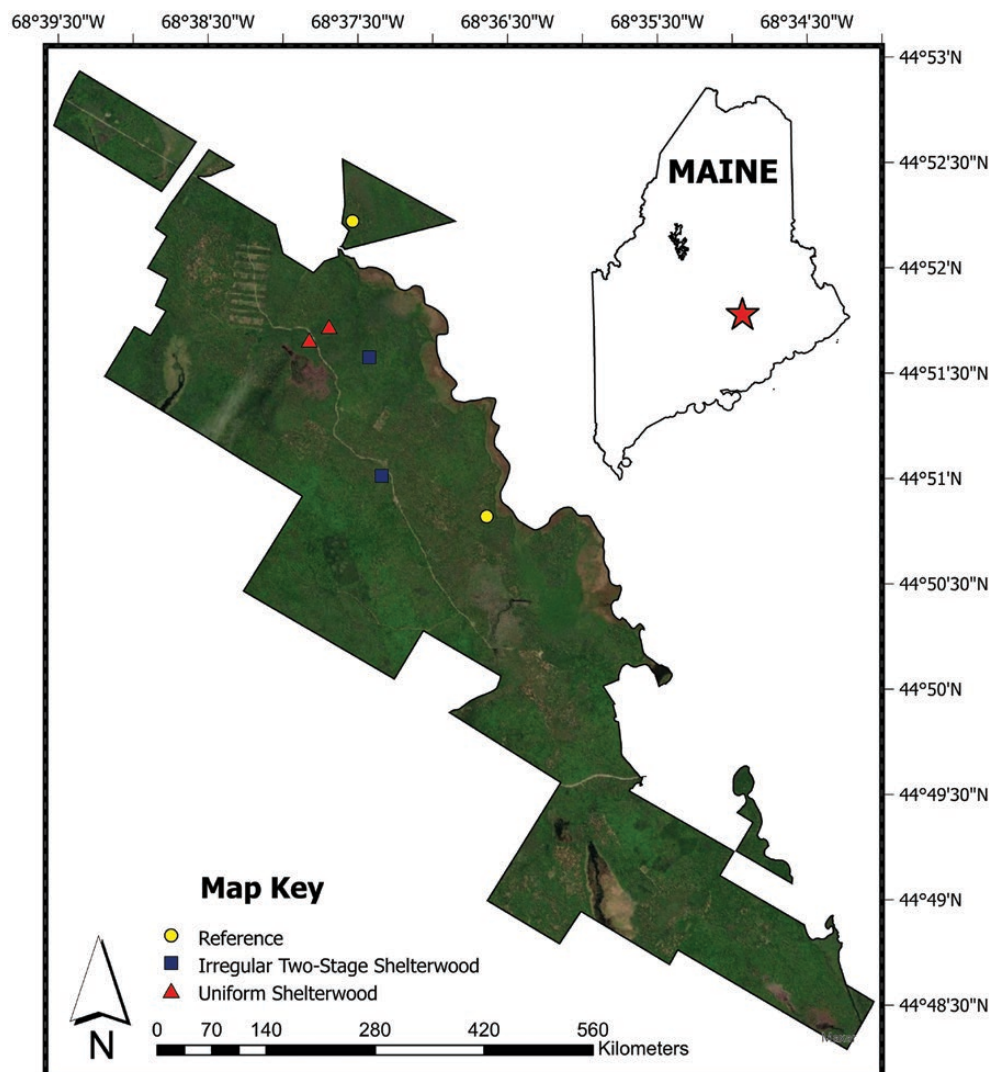 68°39'30"W 68°38'30"W 68°37'30"W 68°36'30"W 68°35'30"W 68°34'30"W
44°53'N
MAINE
44°52'30"N
44°52'N
44°51'30"N
44°51'N
44°50'30"N
44°50'N
44°49'30"N
44°49'N
44°48'30"N
Map Key
Reference
Irregular Two-Stage Shelterwood
Uniform Shelterwood
N
0 70 140 280 420 560
Kilometers